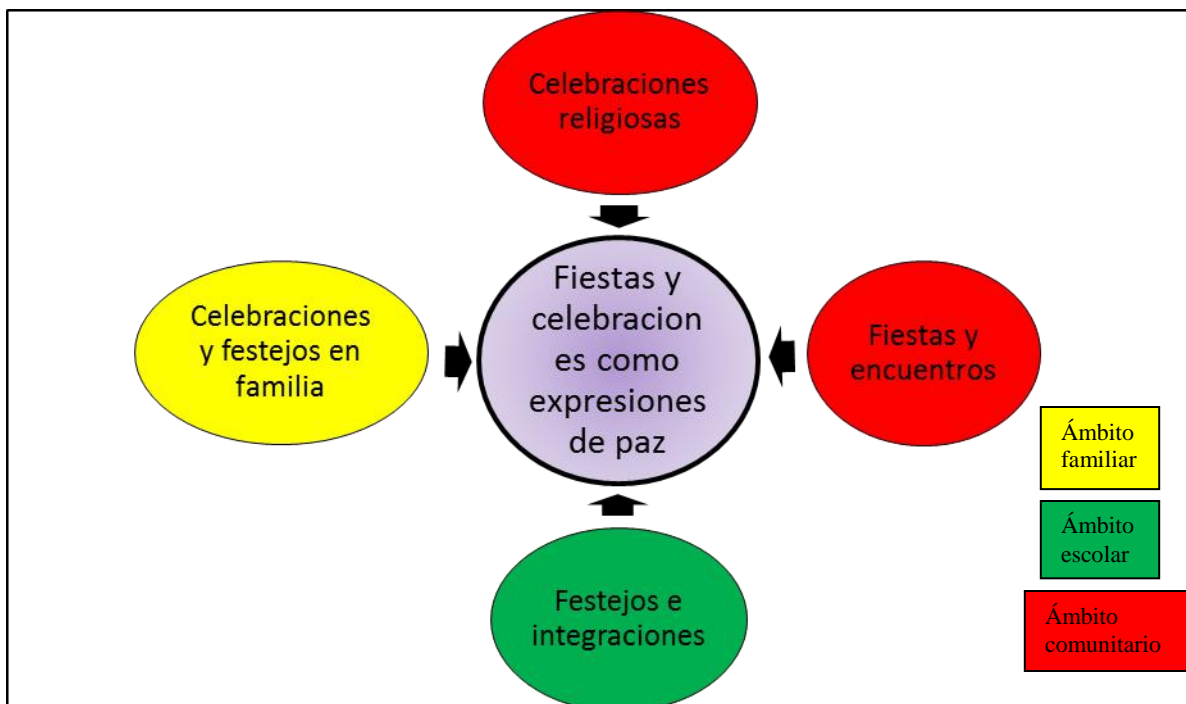 Celebraciones
religiosas
Celebraciones
y festejos en
familia
Fiestas y
celebracion
es como
expresiones
de paz
Fiestas y
encuentros
Festejos e
integraciones
Ámbito
familiar
Ámbito
escolar
Ámbito
comunitario